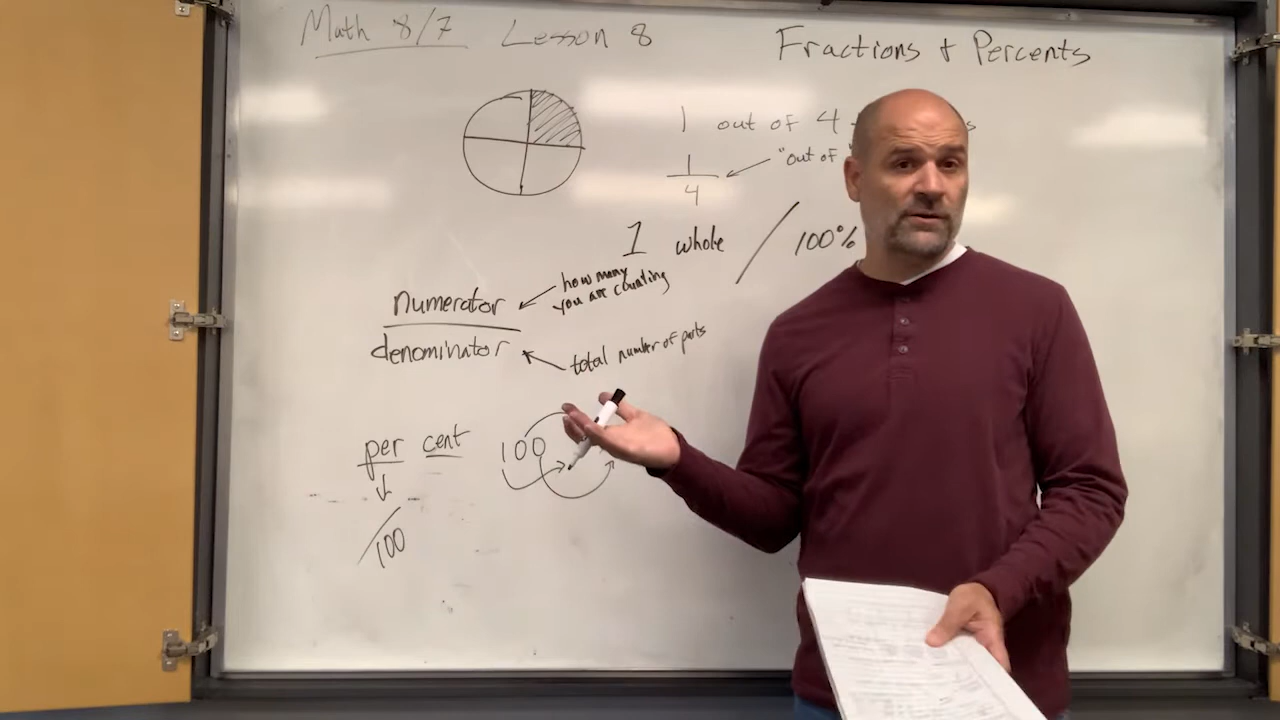 Math 8/7 Lesson 8
Fractions + Percents
1 out of 4
1
4
"out of"
1 whole / 100%
how many
you are counting
numerator
denominator
total number of parts
per cent
100
/100